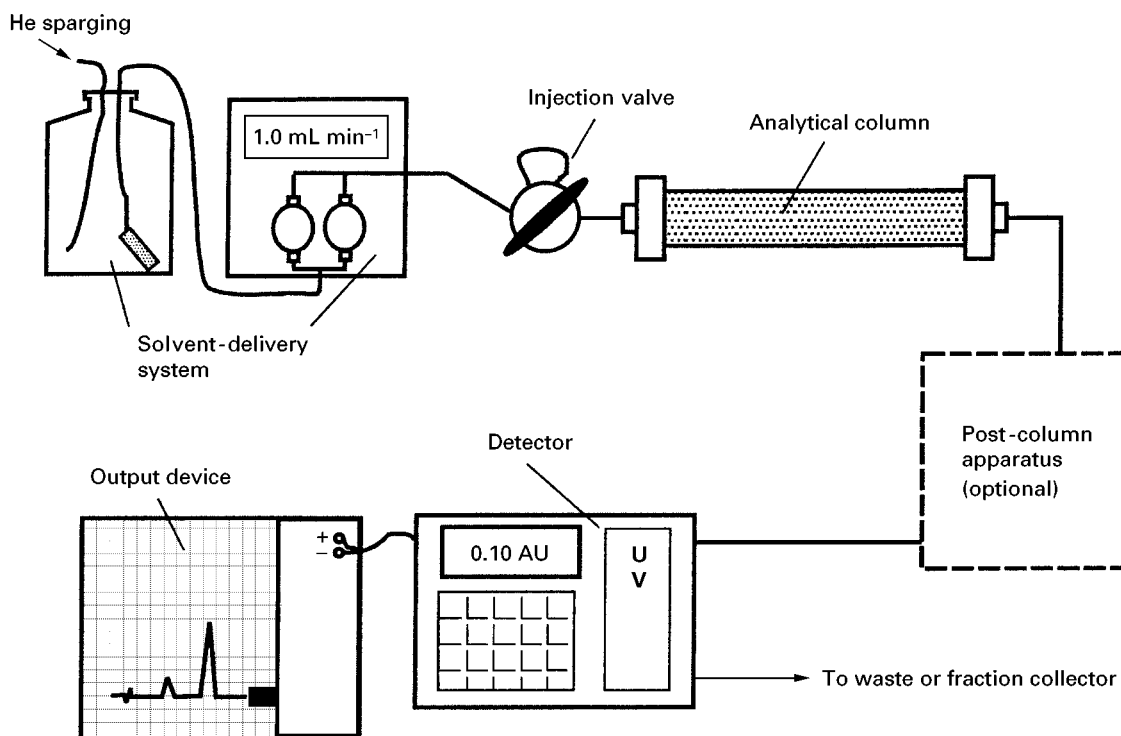 He sparging
Injection valve
Analytical column
1.0 mL min⁻¹
Solvent-delivery
system
Post-column
apparatus
(optional)
Detector
Output device
+
−
0.10 AU
U
V
To waste or fraction collector